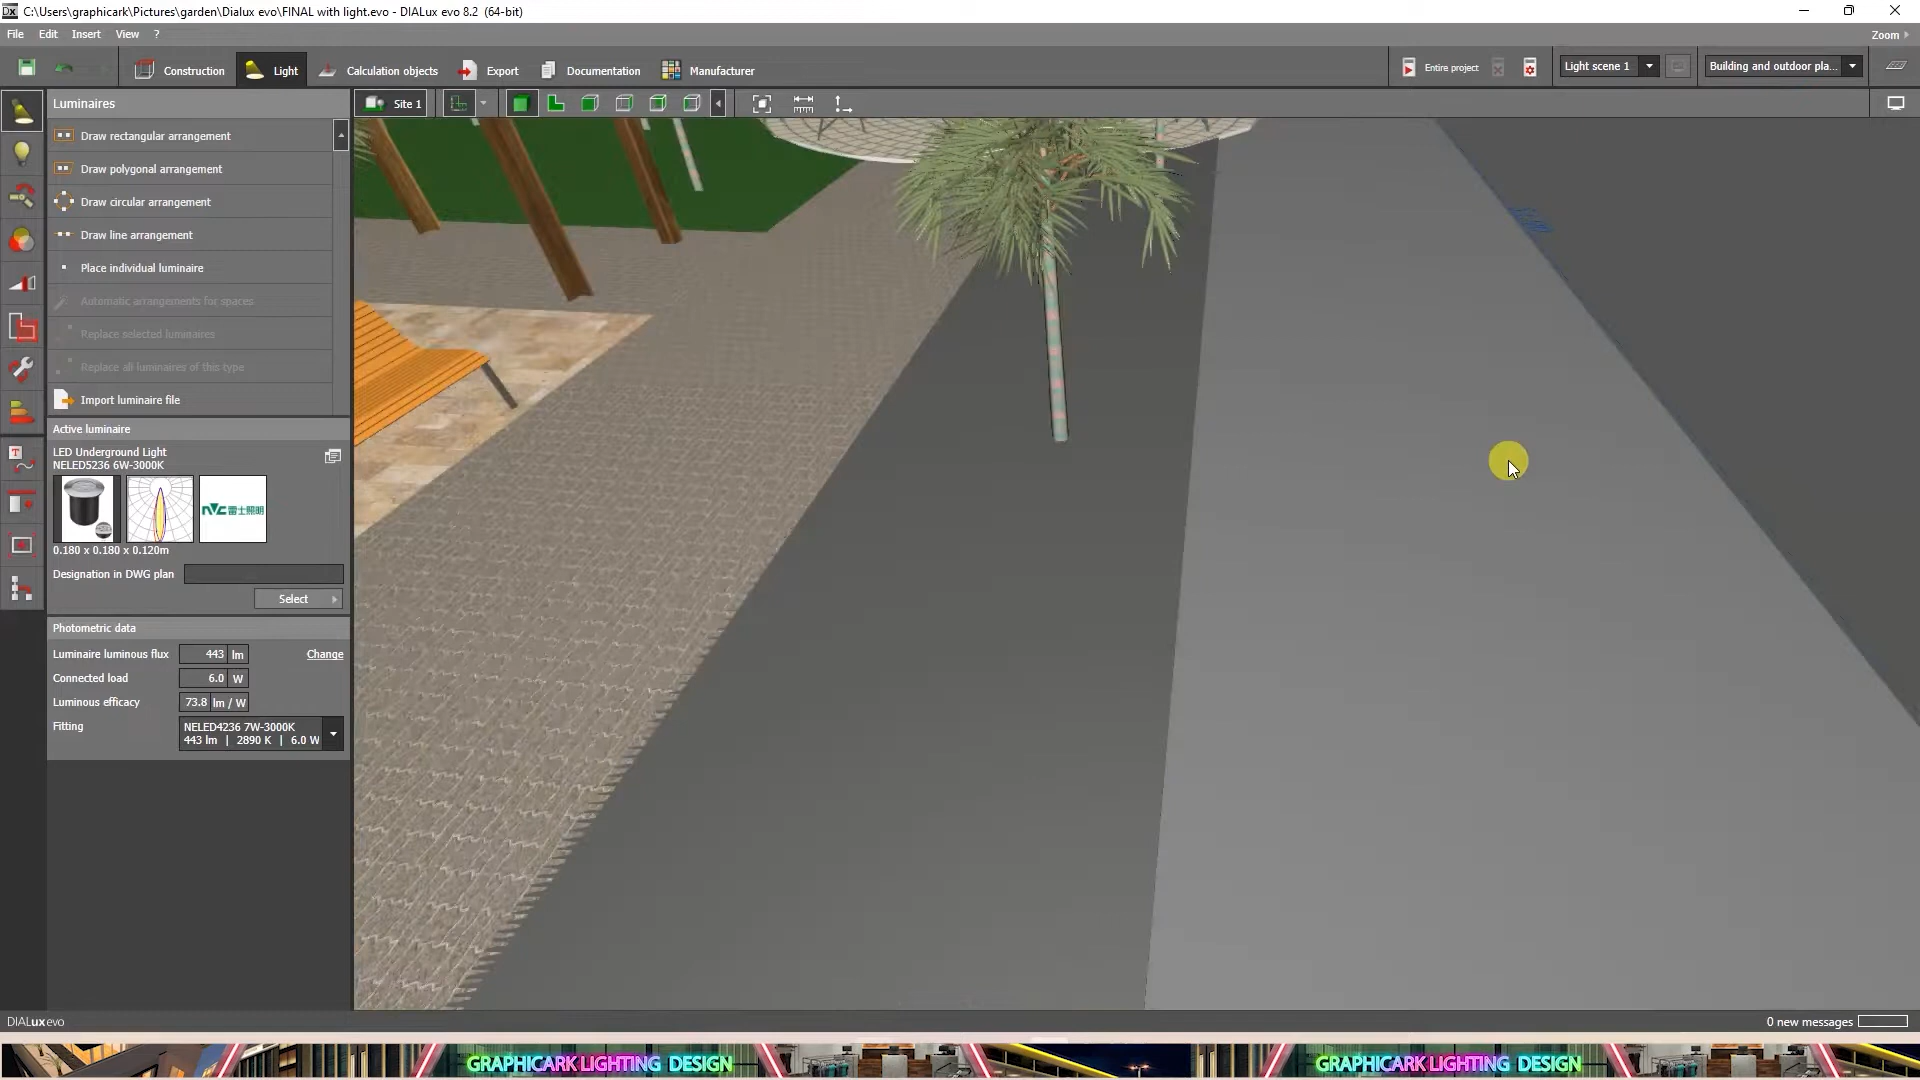 C:\Users\graphicark\Pictures\garden\Dialux evo\FINAL with light.evo - DIALux evo 8.2 (64-bit)
File Edit Insert View ?
Zoom
Construction Light Calculation objects Export Documentation Manufacturer
Entire project
Light scene 1
Building and outdoor pla...
Luminaires
Site 1
Draw rectangular arrangement
Draw polygonal arrangement
Draw circular arrangement
Draw line arrangement
Place individual luminaire
Automatic arrangements for spaces
Replace selected luminaires
Replace all luminaires of this type
Import luminaire file
Active luminaire
LED Underground Light
NELED5236 6W-3000K
nVc 雷士照明
0.180 x 0.180 x 0.120m
Designation in DWG plan
Select
Photometric data
Luminaire luminous flux 443 lm Change
Connected load 6.0 W
Luminous efficacy 73.8 lm / W
Fitting NELED4236 7W-3000K
443 lm | 2890 K | 6.0 W
DIALux evo
0 new messages
GRAPHICARK LIGHTING DESIGN GRAPHICARK LIGHTING DESIGN